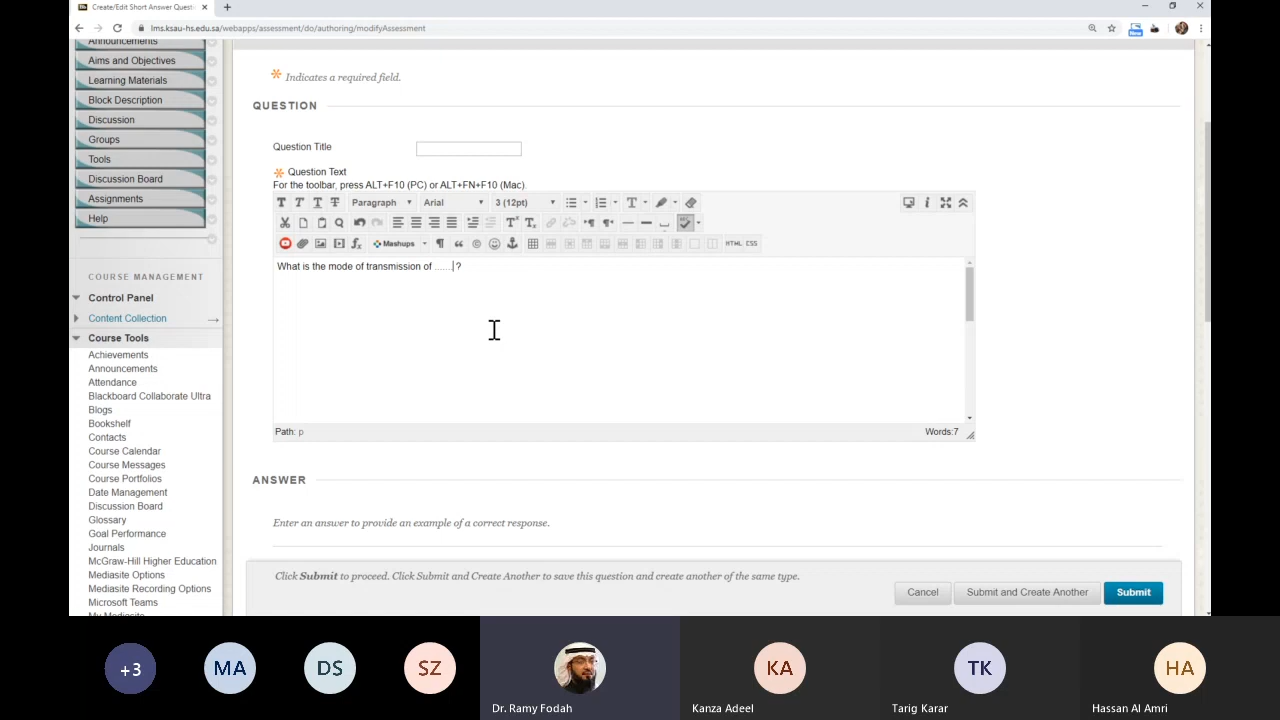 Create/Edit Short Answer Quest
lms.ksau-hs.edu.sa/webapps/assessment/do/authoring/modifyAssessment
New
Announcements
Aims and Objectives
Learning Materials
Block Description
Discussion
Groups
Tools
Discussion Board
Assignments
Help
COURSE MANAGEMENT
Control Panel
Content Collection
Course Tools
Achievements
Announcements
Attendance
Blackboard Collaborate Ultra
Blogs
Bookshelf
Contacts
Course Calendar
Course Messages
Course Portfolios
Date Management
Discussion Board
Glossary
Goal Performance
Journals
McGraw-Hill Higher Education
Mediasite Options
Mediasite Recording Options
Microsoft Teams
My Mediasite
Indicates a required field.
QUESTION
Question Title
Question Text
For the toolbar, press ALT+F10 (PC) or ALT+FN+F10 (Mac).
T T T T Paragraph Arial 3 (12pt)
Mashups HTML CSS
What is the mode of transmission of ...... ?
Path: p Words:7
ANSWER
Enter an answer to provide an example of a correct response.
Click Submit to proceed. Click Submit and Create Another to save this question and create another of the same type.
Cancel Submit and Create Another Submit
+3 MA DS SZ KA TK HA
Dr. Ramy Fodah Kanza Adeel Tarig Karar Hassan Al Amri